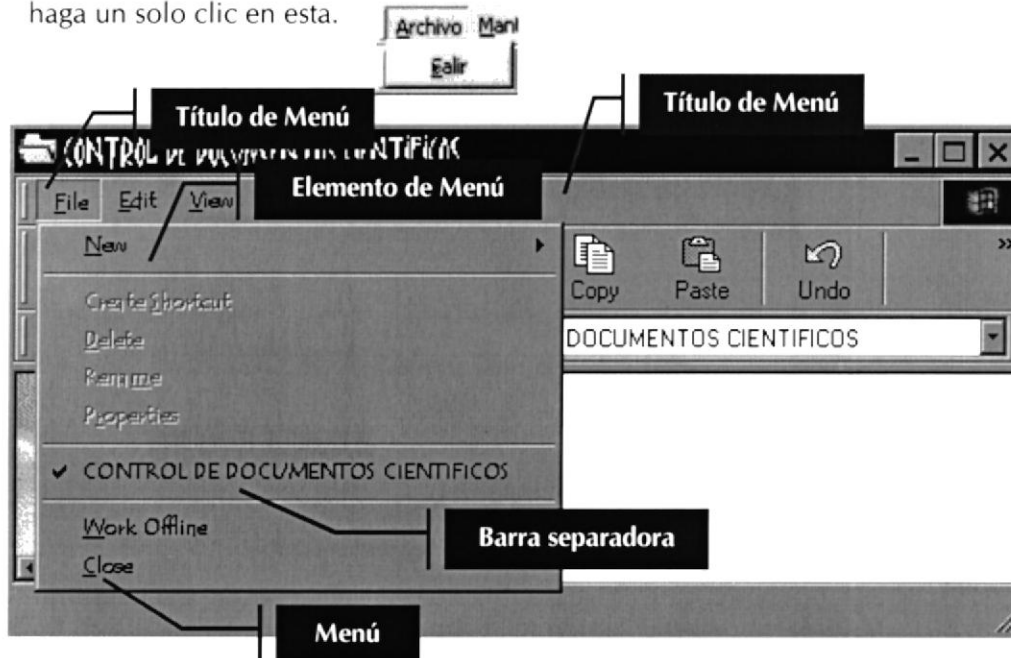 haga un solo clic en esta.
Archivo Man
Salir
Título de Menú
Título de Menú
CONTROL DE DOCUMENTOS CIENTIFICOS
Elemento de Menú
File Edit View
New
Copy Paste Undo
Create Shortcut
DOCUMENTOS CIENTIFICOS
Delete
Rename
Properties
CONTROL DE DOCUMENTOS CIENTIFICOS
Work Offline
Barra separadora
Close
Menú